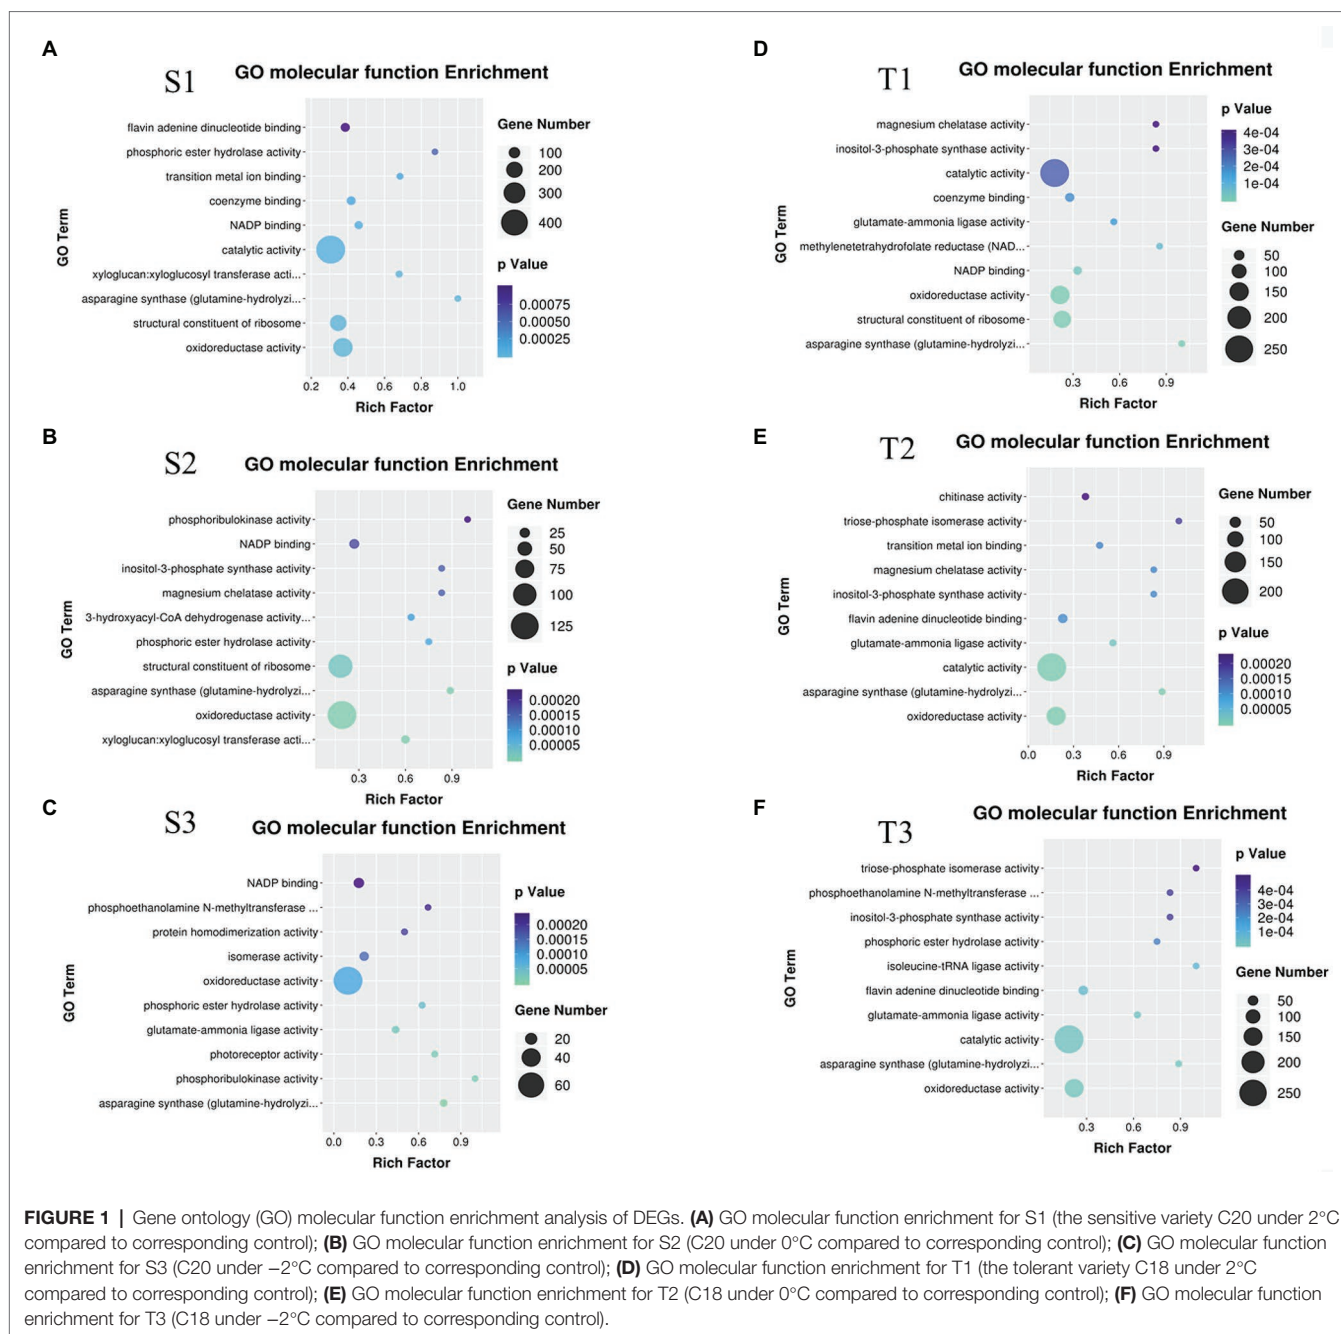 A
S1
GO molecular function Enrichment
GO Term
flavin adenine dinucleotide binding
phosphoric ester hydrolase activity
transition metal ion binding
coenzyme binding
NADP binding
catalytic activity
xyloglucan:xyloglucosyl transferase acti...
asparagine synthase (glutamine-hydrolyzi...
structural constituent of ribosome
oxidoreductase activity
0.2 0.4 0.6 0.8 1.0
Rich Factor
Gene Number
100
200
300
400
p Value
0.00075
0.00050
0.00025
B
S2
GO molecular function Enrichment
GO Term
phosphoribulokinase activity
NADP binding
inositol-3-phosphate synthase activity
magnesium chelatase activity
3-hydroxyacyl-CoA dehydrogenase activity...
phosphoric ester hydrolase activity
structural constituent of ribosome
asparagine synthase (glutamine-hydrolyzi...
oxidoreductase activity
xyloglucan:xyloglucosyl transferase acti...
0.3 0.6 0.9
Rich Factor
Gene Number
25
50
75
100
125
p Value
0.00020
0.00015
0.00010
0.00005
C
S3
GO molecular function Enrichment
GO Term
NADP binding
phosphoethanolamine N-methyltransferase ...
protein homodimerization activity
isomerase activity
oxidoreductase activity
phosphoric ester hydrolase activity
glutamate-ammonia ligase activity
photoreceptor activity
phosphoribulokinase activity
asparagine synthase (glutamine-hydrolyzi...
0.0 0.3 0.6 0.9
Rich Factor
p Value
0.00020
0.00015
0.00010
0.00005
Gene Number
20
40
60
D
T1
GO molecular function Enrichment
GO Term
magnesium chelatase activity
inositol-3-phosphate synthase activity
catalytic activity
coenzyme binding
glutamate-ammonia ligase activity
methylenetetrahydrofolate reductase (NAD...
NADP binding
oxidoreductase activity
structural constituent of ribosome
asparagine synthase (glutamine-hydrolyzi...
0.3 0.6 0.9
Rich Factor
p Value
4e-04
3e-04
2e-04
1e-04
Gene Number
50
100
150
200
250
E
T2
GO molecular function Enrichment
GO Term
chitinase activity
triose-phosphate isomerase activity
transition metal ion binding
magnesium chelatase activity
inositol-3-phosphate synthase activity
flavin adenine dinucleotide binding
glutamate-ammonia ligase activity
catalytic activity
asparagine synthase (glutamine-hydrolyzi...
oxidoreductase activity
0.0 0.3 0.6 0.9
Rich Factor
Gene Number
50
100
150
200
p Value
0.00020
0.00015
0.00010
0.00005
F
T3
GO molecular function Enrichment
GO Term
triose-phosphate isomerase activity
phosphoethanolamine N-methyltransferase ...
inositol-3-phosphate synthase activity
phosphoric ester hydrolase activity
isoleucine-tRNA ligase activity
flavin adenine dinucleotide binding
glutamate-ammonia ligase activity
catalytic activity
asparagine synthase (glutamine-hydrolyzi...
oxidoreductase activity
0.3 0.6 0.9
Rich Factor
p Value
4e-04
3e-04
2e-04
1e-04
Gene Number
50
100
150
200
250
FIGURE 1 | Gene ontology (GO) molecular function enrichment analysis of DEGs. (A) GO molecular function enrichment for S1 (the sensitive variety C20 under 2°C
compared to corresponding control); (B) GO molecular function enrichment for S2 (C20 under 0°C compared to corresponding control); (C) GO molecular function
enrichment for S3 (C20 under −2°C compared to corresponding control); (D) GO molecular function enrichment for T1 (the tolerant variety C18 under 2°C
compared to corresponding control); (E) GO molecular function enrichment for T2 (C18 under 0°C compared to corresponding control); (F) GO molecular function
enrichment for T3 (C18 under −2°C compared to corresponding control).